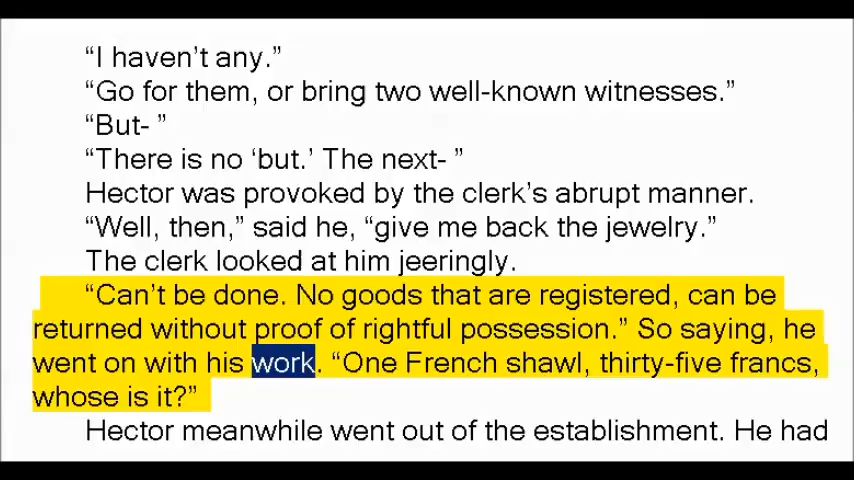 “I haven’t any.”
“Go for them, or bring two well-known witnesses.”
“But- ”
“There is no ‘but.’ The next- ”
Hector was provoked by the clerk’s abrupt manner.
“Well, then,” said he, “give me back the jewelry.”
The clerk looked at him jeeringly.
“Can’t be done. No goods that are registered, can be
returned without proof of rightful possession.” So saying, he
went on with his work. “One French shawl, thirty-five francs,
whose is it?”
Hector meanwhile went out of the establishment. He had